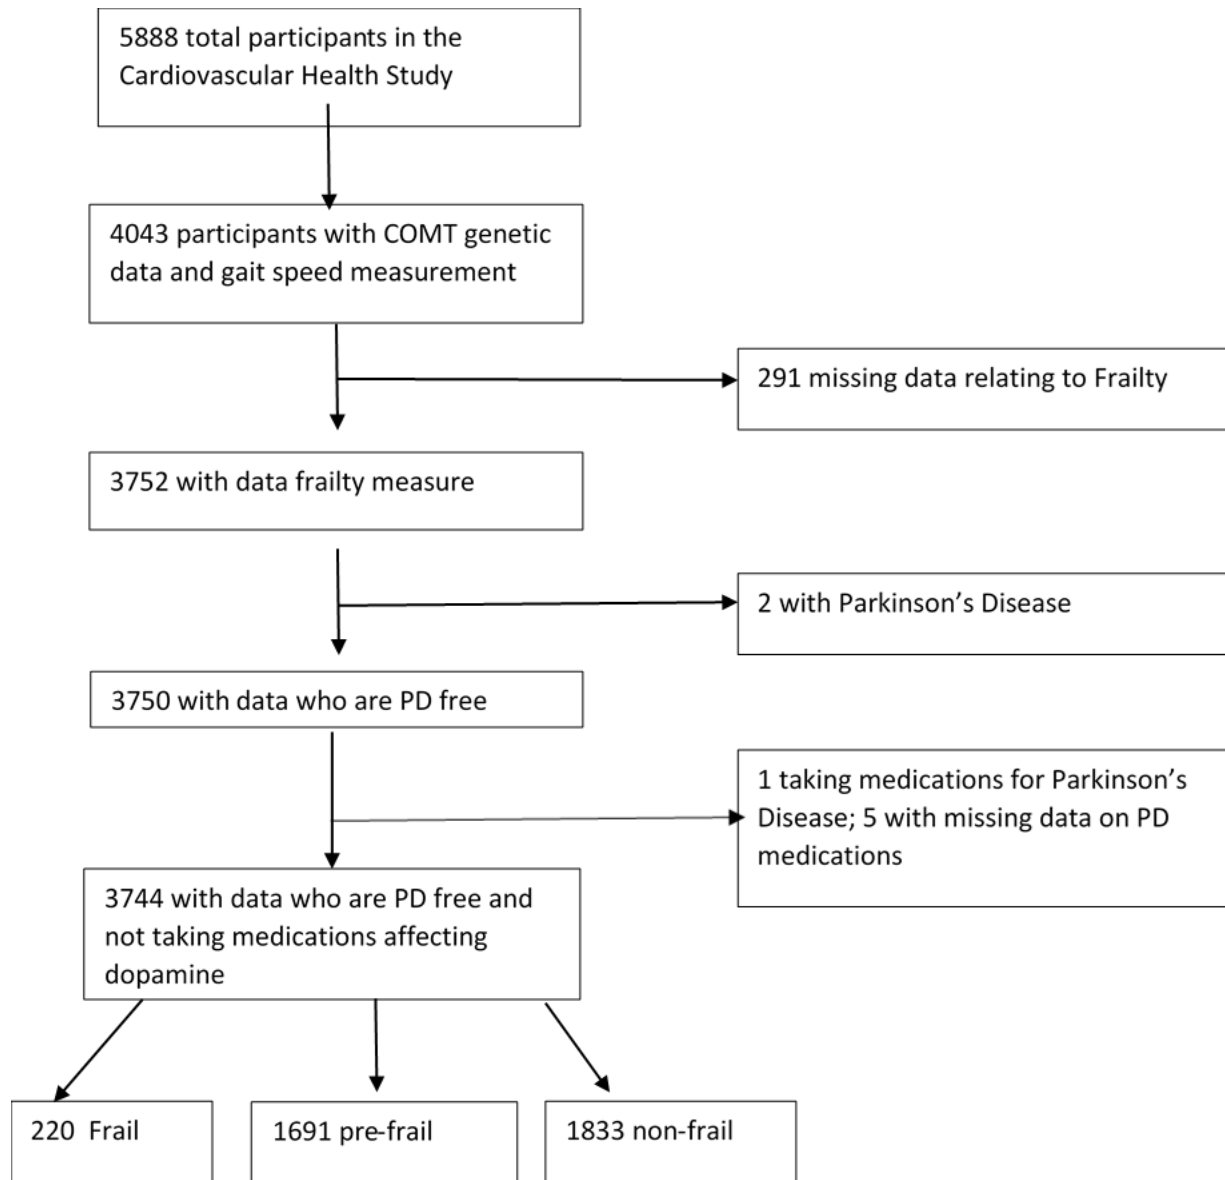 5888 total participants in the
Cardiovascular Health Study
4043 participants with COMT genetic
data and gait speed measurement
291 missing data relating to Frailty
3752 with data frailty measure
2 with Parkinson’s Disease
3750 with data who are PD free
1 taking medications for Parkinson’s
Disease; 5 with missing data on PD
medications
3744 with data who are PD free and
not taking medications affecting
dopamine
220  Frail
1691 pre-frail
1833 non-frail